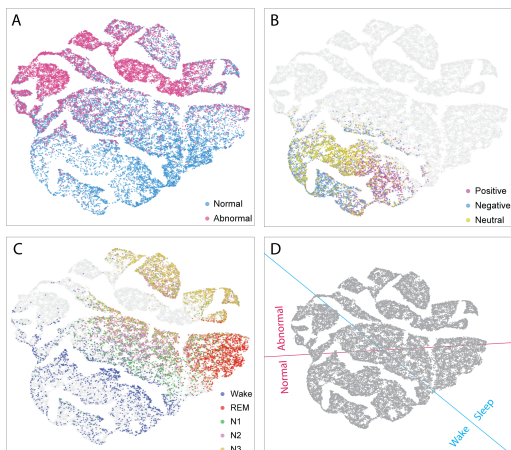 A
Normal
Abnormal
B
Positive
Negative
Neutral
C
Wake
REM
N1
N2
N3
D
Abnormal
Normal
Sleep
Wake